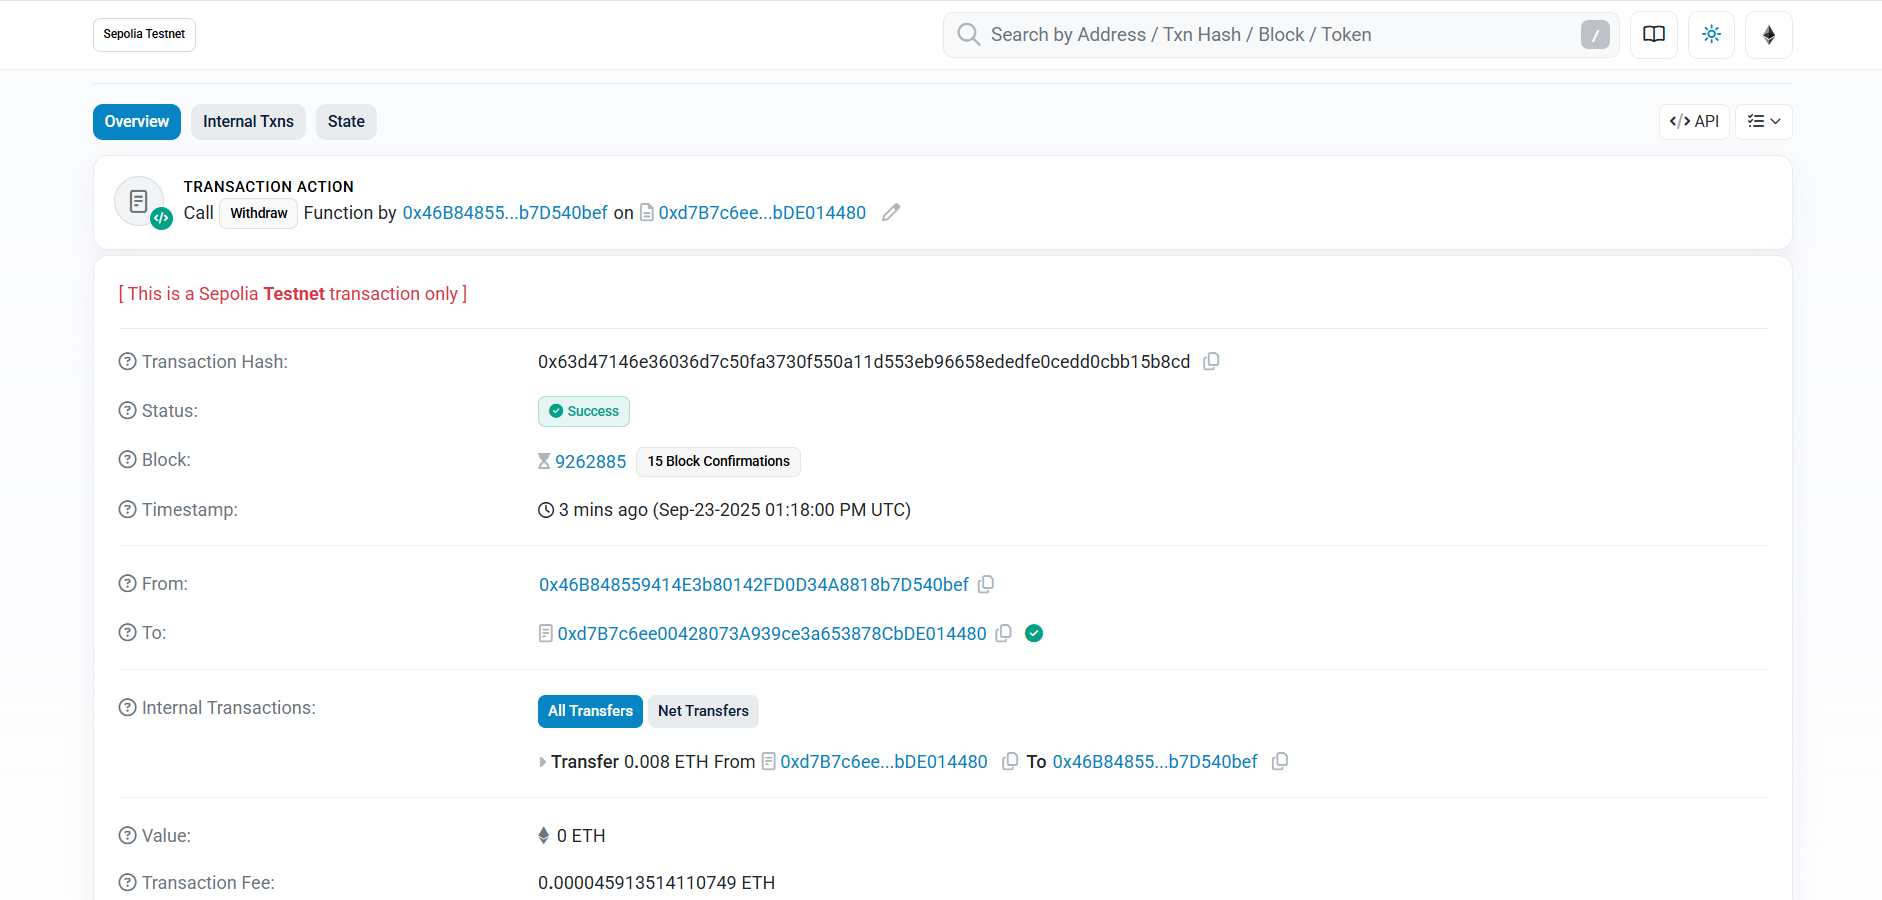 Sepolia Testnet
Search by Address / Txn Hash / Block / Token /
Overview Internal Txns State </> API
TRANSACTION ACTION
Call Withdraw Function by 0x46B84855...b7D540bef on 0xd7B7c6ee...bDE014480
[ This is a Sepolia Testnet transaction only ]
Transaction Hash: 0x63d47146e36036d7c50fa3730f550a11d553eb96658ededfe0cedd0cbb15b8cd
Status: Success
Block: 9262885 15 Block Confirmations
Timestamp: 3 mins ago (Sep-23-2025 01:18:00 PM UTC)
From: 0x46B848559414E3b80142FD0D34A8818b7D540bef
To: 0xd7B7c6ee00428073A939ce3a653878CbDE014480
Internal Transactions: All Transfers Net Transfers
Transfer 0.008 ETH From 0xd7B7c6ee...bDE014480 To 0x46B84855...b7D540bef
Value: 0 ETH
Transaction Fee: 0.000045913514110749 ETH